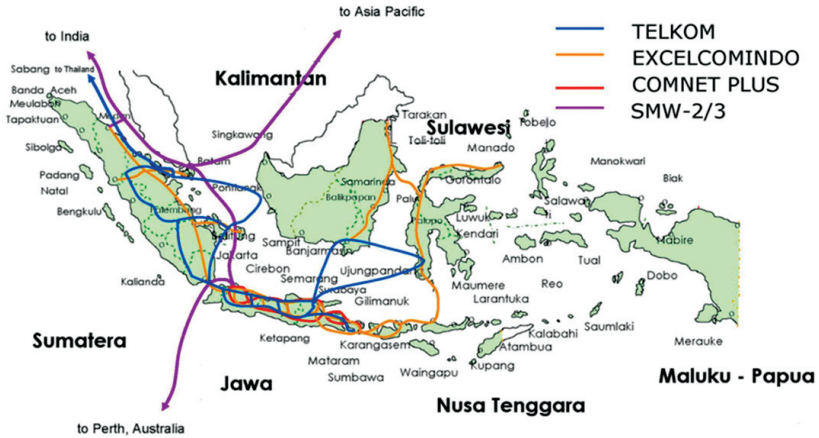 to Asia Pacific
to India
TELKOM
EXCELCOMINDO
COMNET PLUS
SMW-2/3
Sabang
to Thailand
Kalimantan
Banda Aceh
Meulaboh
Medan
Tapaktuan
Tarakan
Tobelo
Singkawang
Sulawesi
Toli-toli
Sibolga
Manado
Batam
Manokwari
Padang
Natal
Pontianak
Samarinda
Gorontalo
Biak
Balikpapan
Palu
Bengkulu
Palembang
Luwuk
Kendari
Palopo
Belitung
Sampit
Banjarmasin
Nabire
Jakarta
Ambon
Tual
Cirebon
Ujungpandang
Kalianda
Semarang
Surabaya
Maumere
Reo
Dobo
Gilimanuk
Larantuka
Sumatera
Ketapang
Karangasem
Kalabahi
Saumlaki
Atambua
Merauke
Mataram
Kupang
Waingapu
Sumbawa
Jawa
Maluku - Papua
Nusa Tenggara
to Perth, Australia